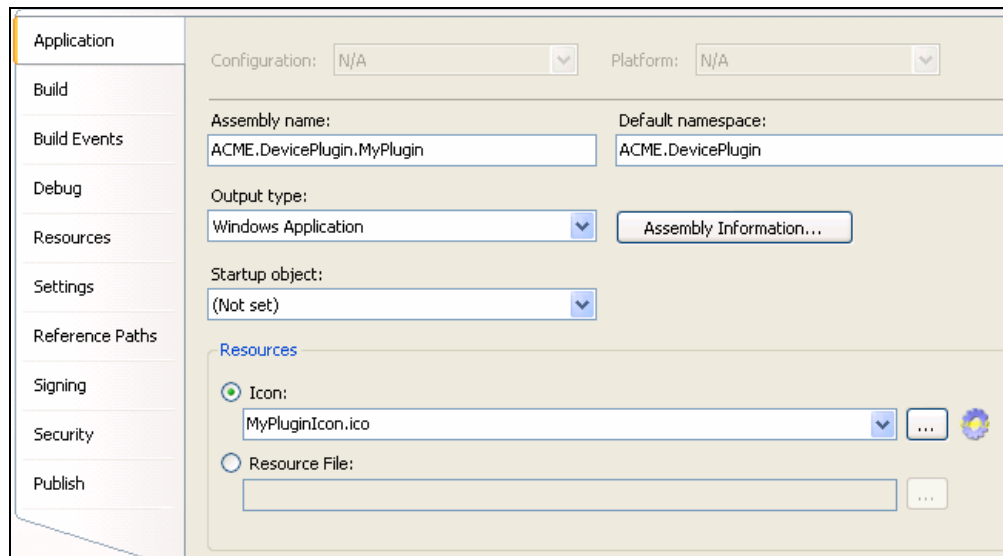 Application
Build
Build Events
Debug
Resources
Settings
Reference Paths
Signing
Security
Publish
Configuration: N/A Platform: N/A
Assembly name: Default namespace:
ACME.DevicePlugin.MyPlugin ACME.DevicePlugin
Output type:
Windows Application Assembly Information...
Startup object:
(Not set)
Resources
Icon:
MyPluginIcon.ico ...
Resource File:
...